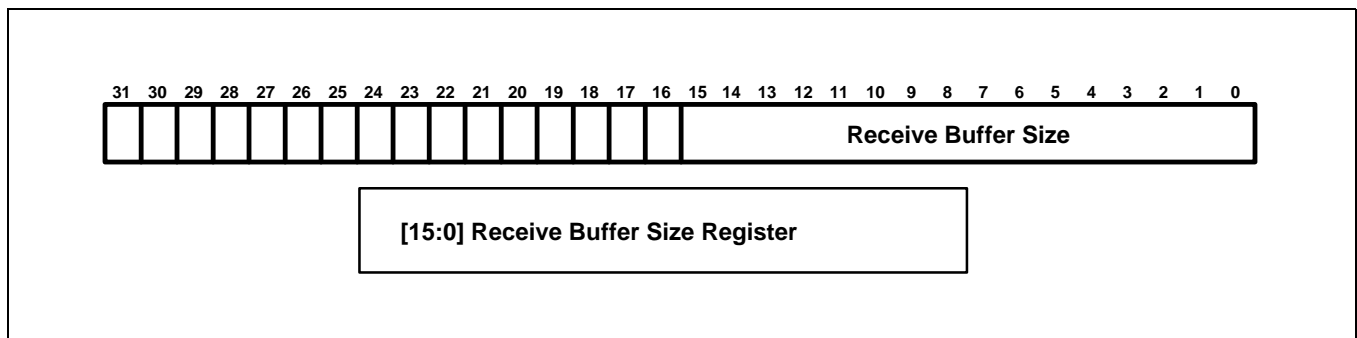 31 30 29 28 27 26 25 24 23 22 21 20 19 18 17 16 15 14 13 12 11 10 9 8 7 6 5 4 3 2 1 0
Receive Buffer Size
[15:0] Receive Buffer Size Register